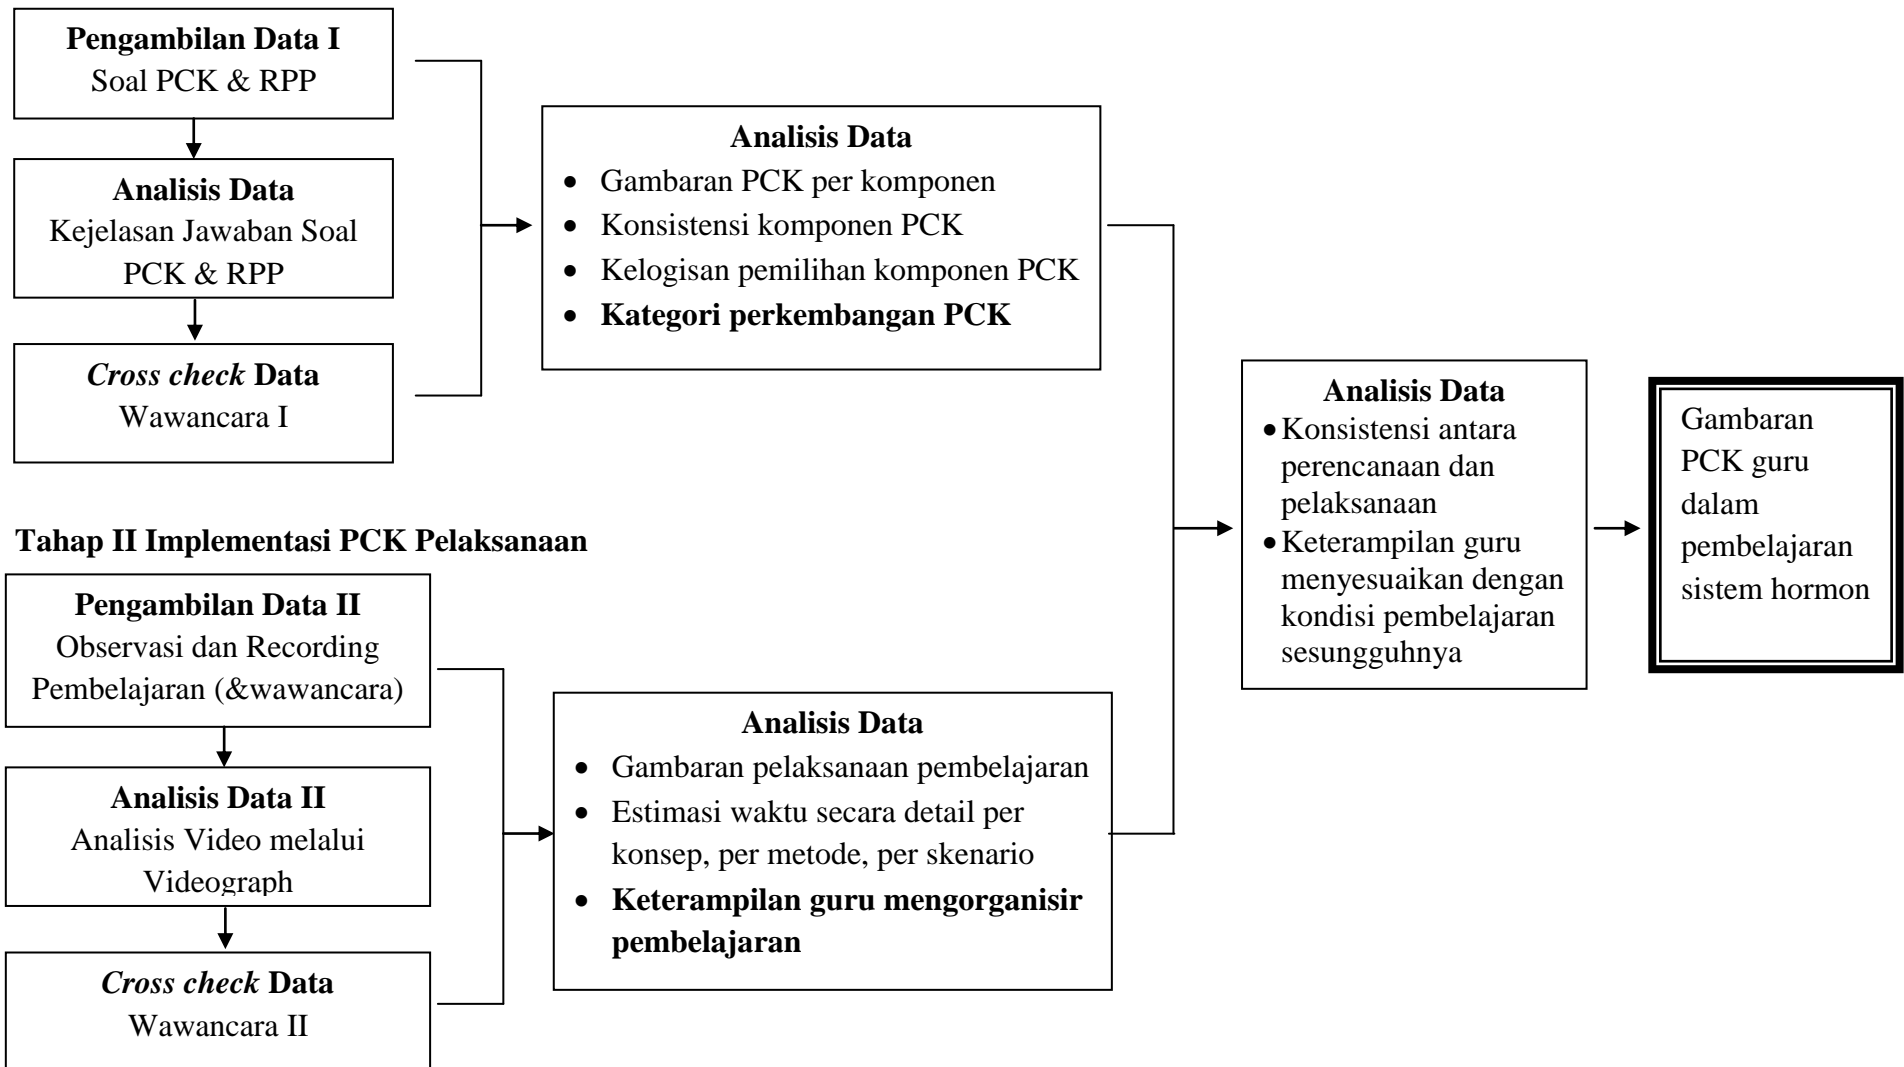 Pengambilan Data I
Soal PCK & RPP
Analisis Data
Kejelasan Jawaban Soal
PCK & RPP
Cross check Data
Wawancara I
Analisis Data
• Gambaran PCK per komponen
• Konsistensi komponen PCK
• Kelogisan pemilihan komponen PCK
• Kategori perkembangan PCK
Tahap II Implementasi PCK Pelaksanaan
Pengambilan Data II
Observasi dan Recording
Pembelajaran (&wawancara)
Analisis Data II
Analisis Video melalui
Videograph
Cross check Data
Wawancara II
Analisis Data
• Gambaran pelaksanaan pembelajaran
• Estimasi waktu secara detail per
konsep, per metode, per skenario
• Keterampilan guru mengorganisir
pembelajaran
Analisis Data
• Konsistensi antara
perencanaan dan
pelaksanaan
• Keterampilan guru
menyesuaikan dengan
kondisi pembelajaran
sesungguhnya
Gambaran
PCK guru
dalam
pembelajaran
sistem hormon